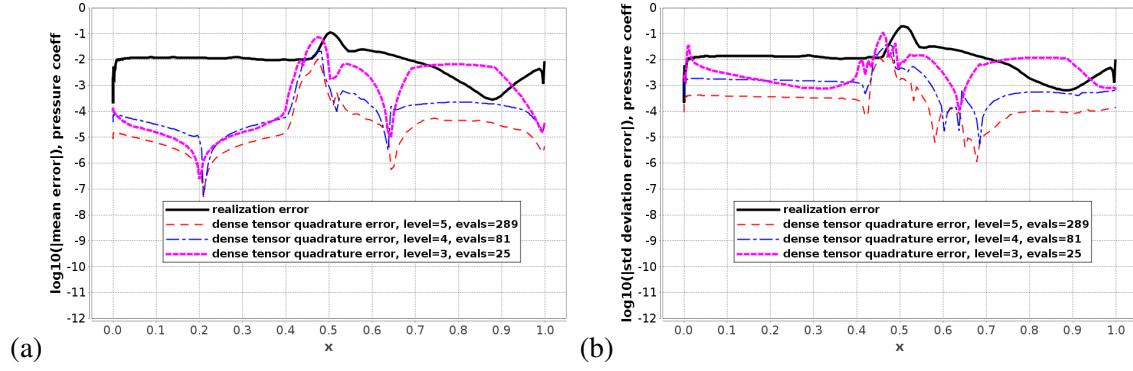 log10(|mean error|), pressure coeff
0
-1
-2
-3
-4
-5
-6
-7
-8
-9
-10
-11
-12
realization error
dense tensor quadrature error, level=5, evals=289
dense tensor quadrature error, level=4, evals=81
dense tensor quadrature error, level=3, evals=25
0.0 0.1 0.2 0.3 0.4 0.5 0.6 0.7 0.8 0.9 1.0
x
(a)
log10(|std deviation error|), pressure coeff
0
-1
-2
-3
-4
-5
-6
-7
-8
-9
-10
-11
-12
realization error
dense tensor quadrature error, level=5, evals=289
dense tensor quadrature error, level=4, evals=81
dense tensor quadrature error, level=3, evals=25
0.0 0.1 0.2 0.3 0.4 0.5 0.6 0.7 0.8 0.9 1.0
x
(b)